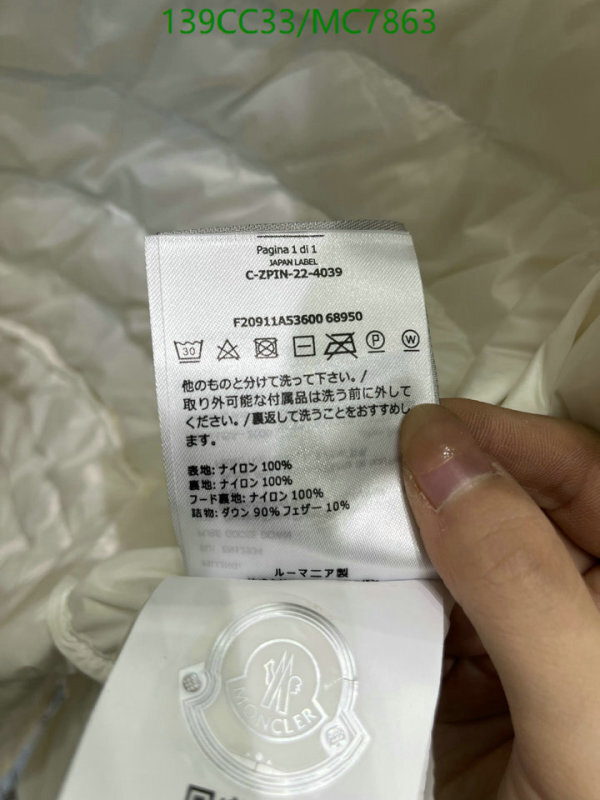 139CC33/MC7863
Pagina 1 di 1
JAPAN LABEL
C-ZPIN-22-4039
F20911A53600 68950
30
P
W
他のものと分けて洗って下さい。/
取り外可能な付属品は洗う前に外して
ください。/裏返して洗うことをおすすめし
ます。
表地: ナイロン 100%
裏地: ナイロン 100%
フード裏地: ナイロン 100%
詰物: ダウン 90% フェザー 10%
ルーマニア製
MONCLER